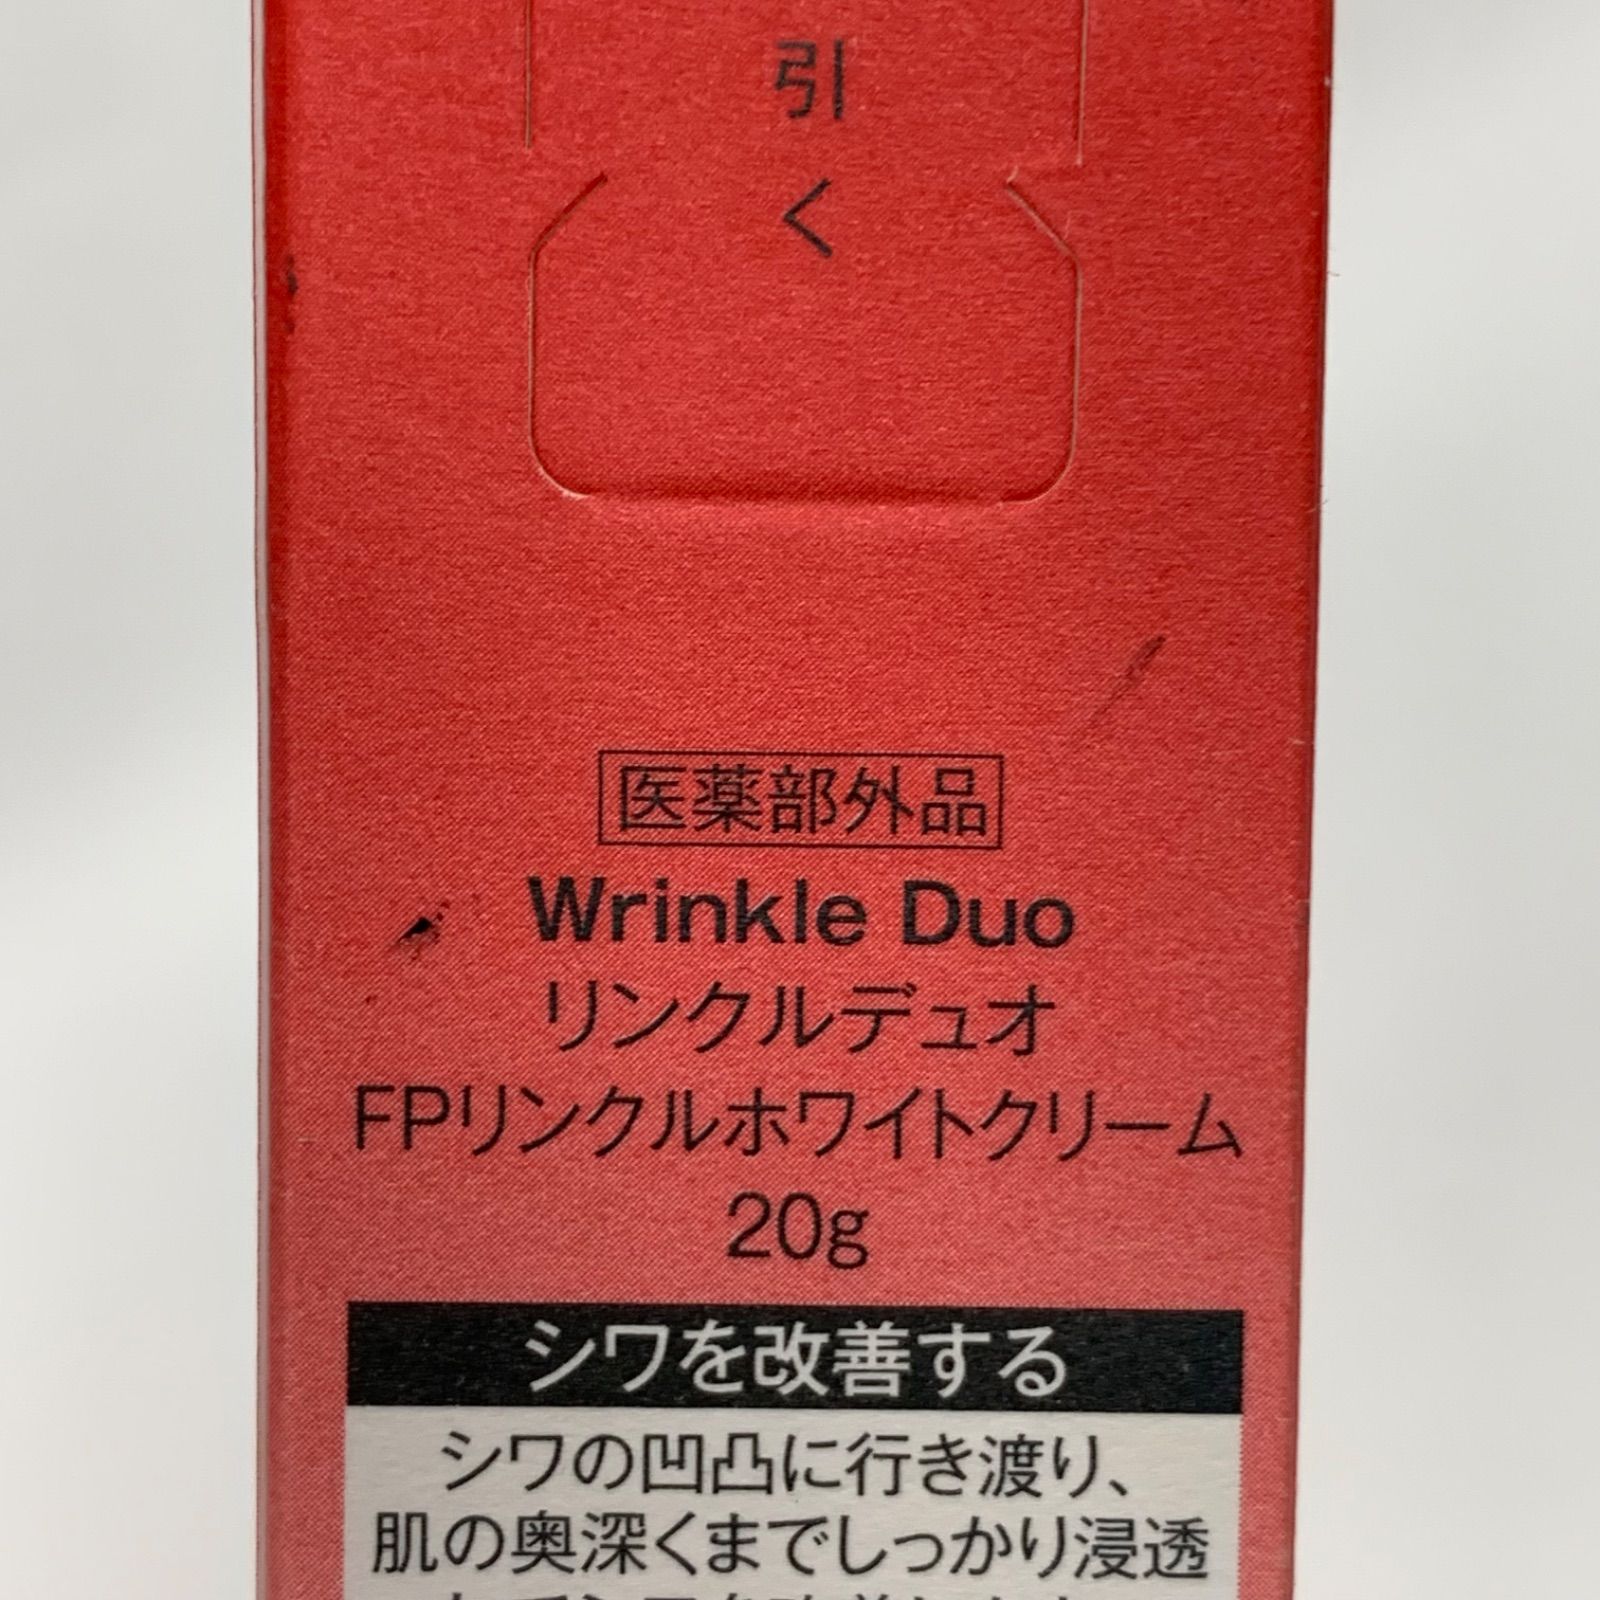 引
く
医薬部外品
Wrinkle Duo
リンクルデュオ
FPリンクルホワイトクリーム
20g
シワを改善する
シワの凹凸に行き渡り、
肌の奥深くまでしっかり浸透